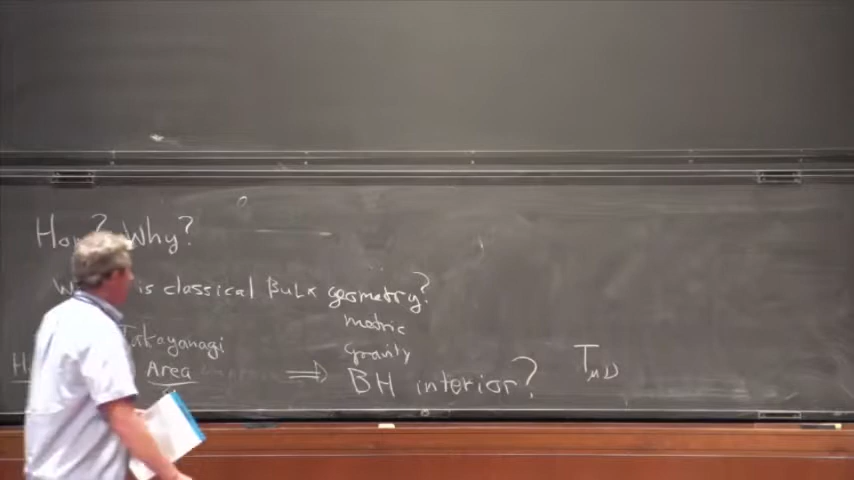 How? Why?
is classical Bulk geometry?
metric
Takayanagi
gravity
Area ⇒ BH interior? Tμν